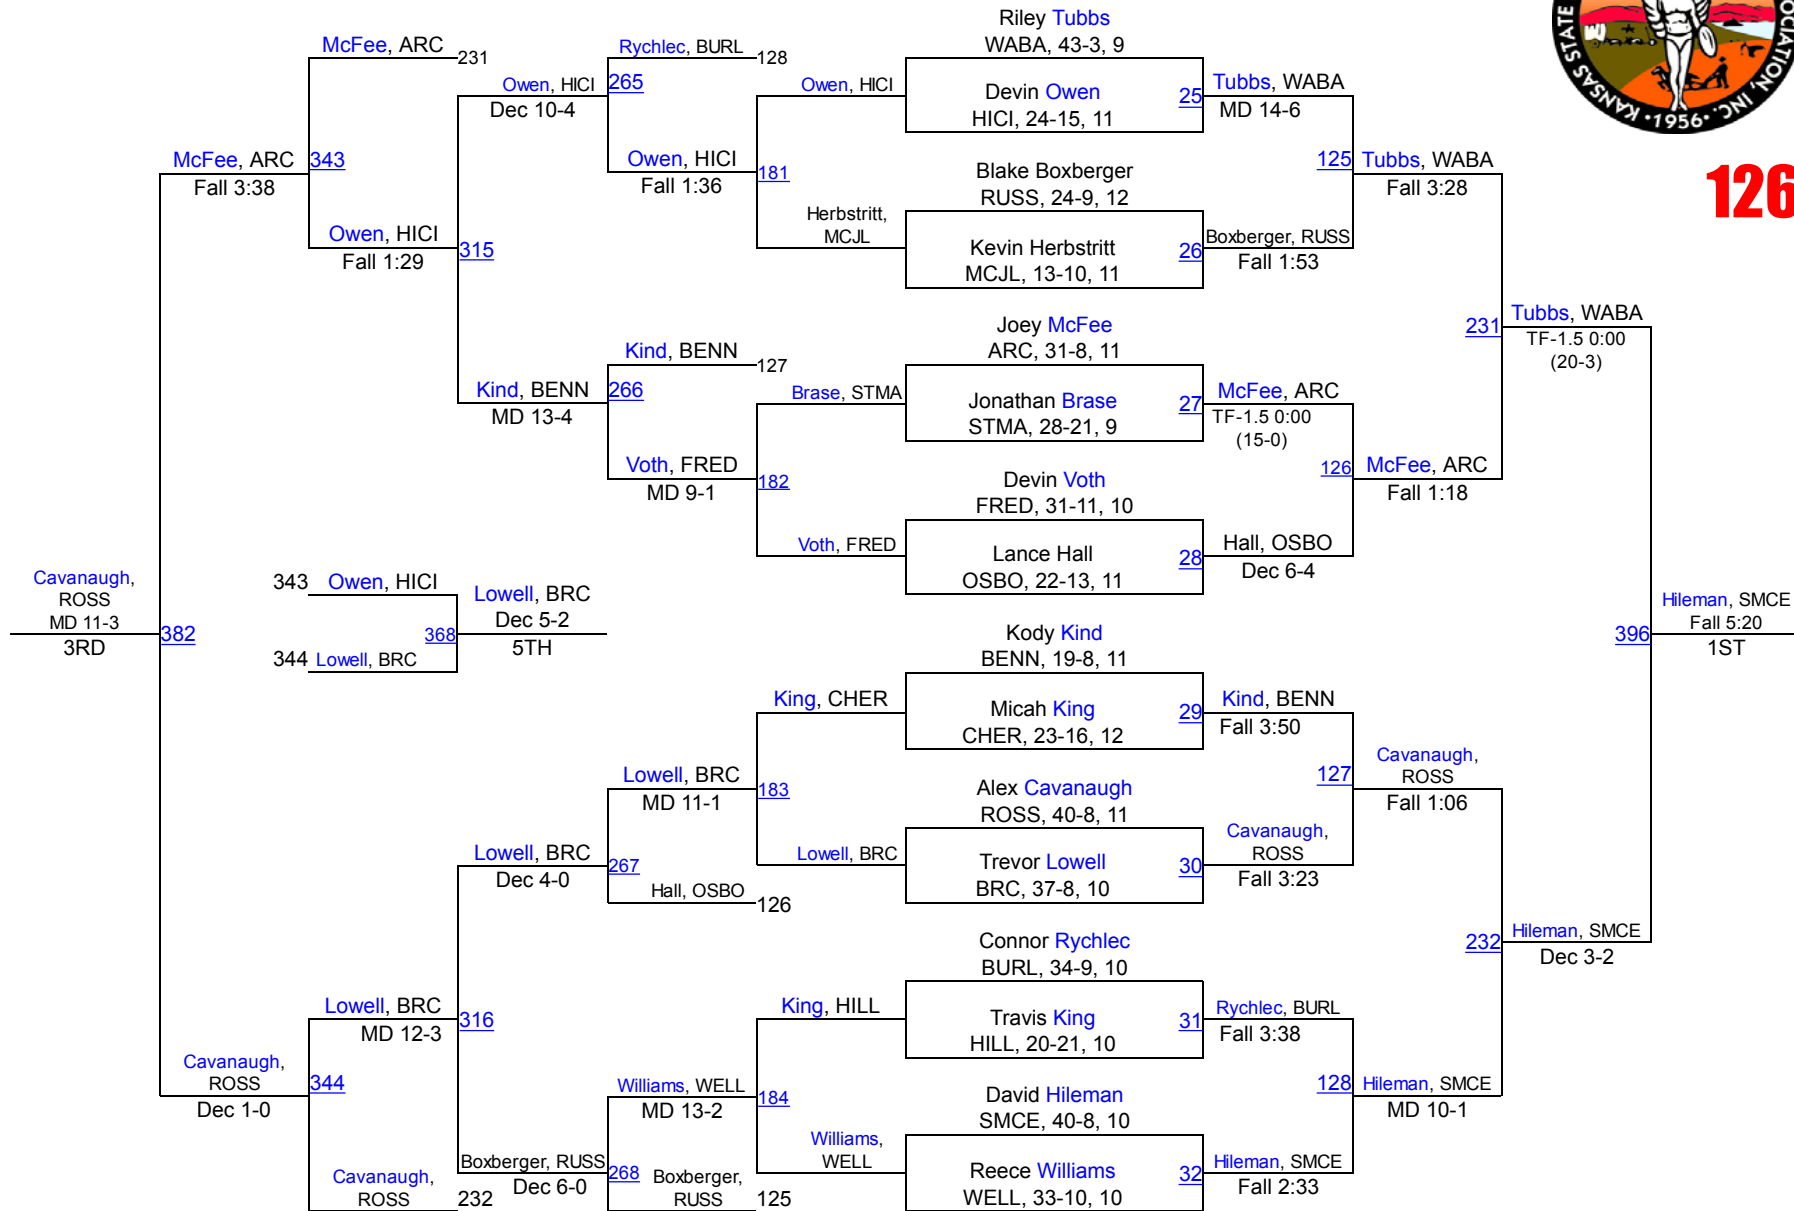 Riley Tubbs
WABA, 43-3, 9
McFee, ARC
231
Rychlec, BURL
128
Owen, HICI
265
Dec 10-4
Owen, HICI
Devin Owen
HICI, 24-15, 11
25
Tubbs, WABA
MD 14-6
KANSAS STATE
OCIATION, INC.
·1956·
126
McFee, ARC
343
Fall 3:38
Owen, HICI
Fall 1:36
181
Blake Boxberger
RUSS, 24-9, 12
125
Tubbs, WABA
Fall 3:28
Herbstritt,
MCJL
Owen, HICI
Fall 1:29
315
Kevin Herbstritt
MCJL, 13-10, 11
26
Boxberger, RUSS
Fall 1:53
Joey McFee
ARC, 31-8, 11
231
Tubbs, WABA
TF-1.5 0:00
(20-3)
Kind, BENN
127
Kind, BENN
266
MD 13-4
Brase, STMA
Jonathan Brase
STMA, 28-21, 9
27
McFee, ARC
TF-1.5 0:00
(15-0)
Voth, FRED
MD 9-1
182
Devin Voth
FRED, 31-11, 10
126
McFee, ARC
Fall 1:18
Voth, FRED
Lance Hall
OSBO, 22-13, 11
28
Hall, OSBO
Dec 6-4
Cavanaugh,
ROSS
MD 11-3
3RD
382
343
Owen, HICI
344
Lowell, BRC
368
Lowell, BRC
Dec 5-2
5TH
Kody Kind
BENN, 19-8, 11
396
Hileman, SMCE
Fall 5:20
1ST
King, CHER
Micah King
CHER, 23-16, 12
29
Kind, BENN
Fall 3:50
Lowell, BRC
MD 11-1
183
Alex Cavanaugh
ROSS, 40-8, 11
127
Cavanaugh,
ROSS
Fall 1:06
Lowell, BRC
Dec 4-0
267
Lowell, BRC
Trevor Lowell
BRC, 37-8, 10
30
Cavanaugh,
ROSS
Fall 3:23
Hall, OSBO
126
Connor Rychlec
BURL, 34-9, 10
232
Hileman, SMCE
Dec 3-2
Lowell, BRC
MD 12-3
316
King, HILL
Travis King
HILL, 20-21, 10
31
Rychlec, BURL
Fall 3:38
Cavanaugh,
ROSS
Dec 1-0
344
Williams, WELL
MD 13-2
184
David Hileman
SMCE, 40-8, 10
128
Hileman, SMCE
MD 10-1
Williams,
WELL
Boxberger, RUSS
Dec 6-0
268
Reece Williams
WELL, 33-10, 10
32
Hileman, SMCE
Fall 2:33
Cavanaugh,
ROSS
232
Boxberger,
RUSS
125